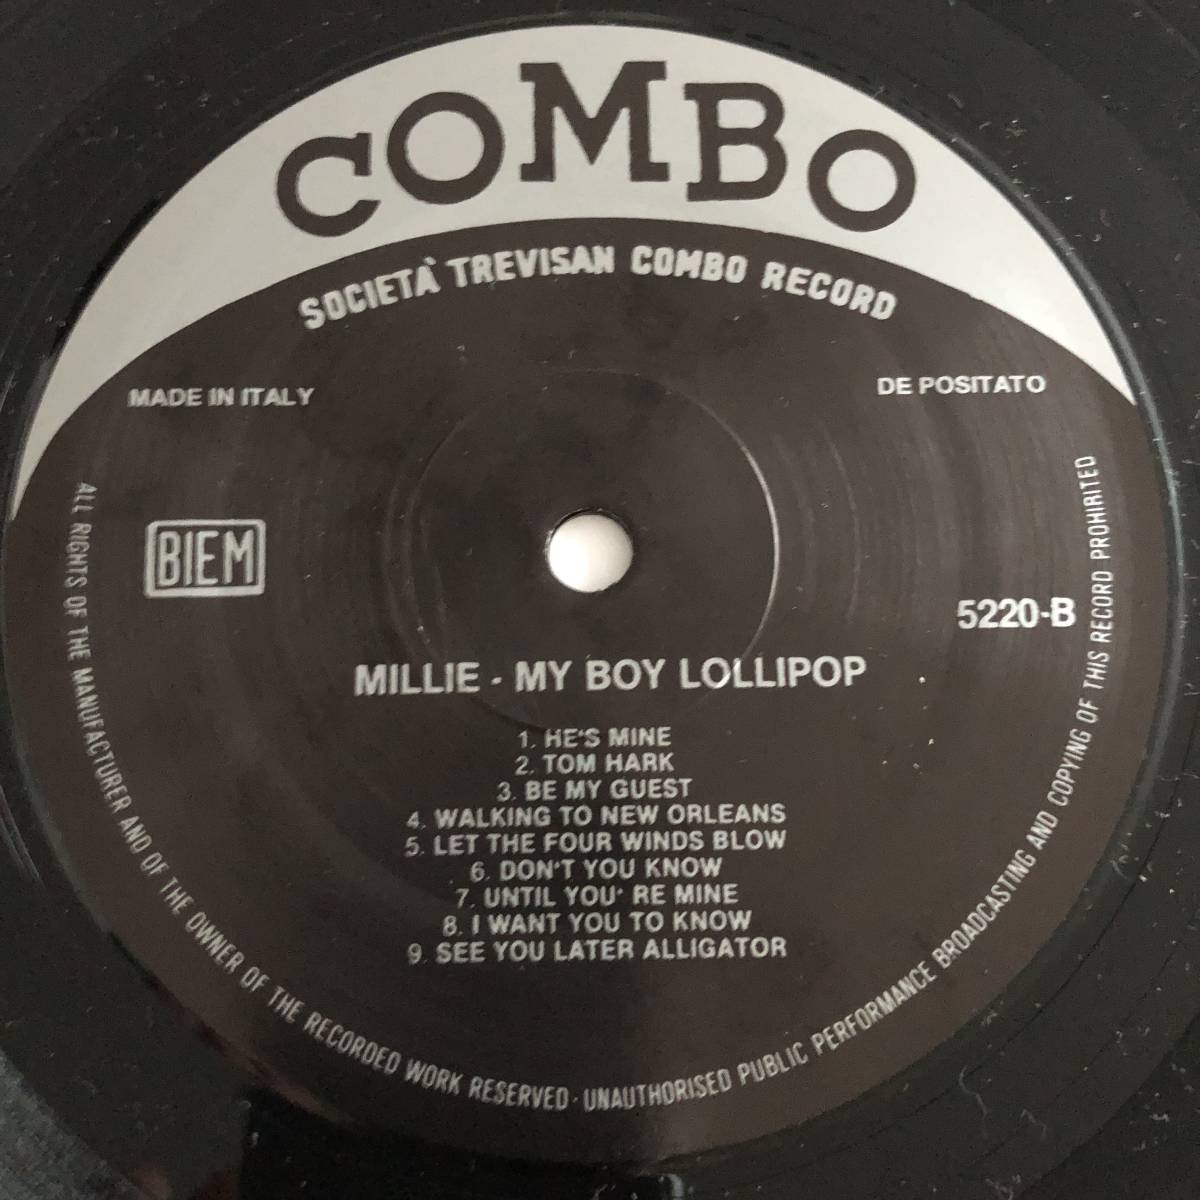 COMBO
SOCIETÀ TREVISAN COMBO RECORD
MADE IN ITALY
DE POSITATO
BIEM
5220-B
MILLIE - MY BOY LOLLIPOP
1. HE'S MINE
2. TOM HARK
3. BE MY GUEST
4. WALKING TO NEW ORLEANS
5. LET THE FOUR WINDS BLOW
6. DON'T YOU KNOW
7. UNTIL YOU' RE MINE
8. I WANT YOU TO KNOW
9. SEE YOU LATER ALLIGATOR
ALL RIGHTS OF THE MANUFACTURER AND OF THE OWNER OF THE RECORDED WORK RESERVED · UNAUTHORISED PUBLIC PERFORMANCE BROADCASTING AND COPYING OF THIS RECORD PROHIBITED